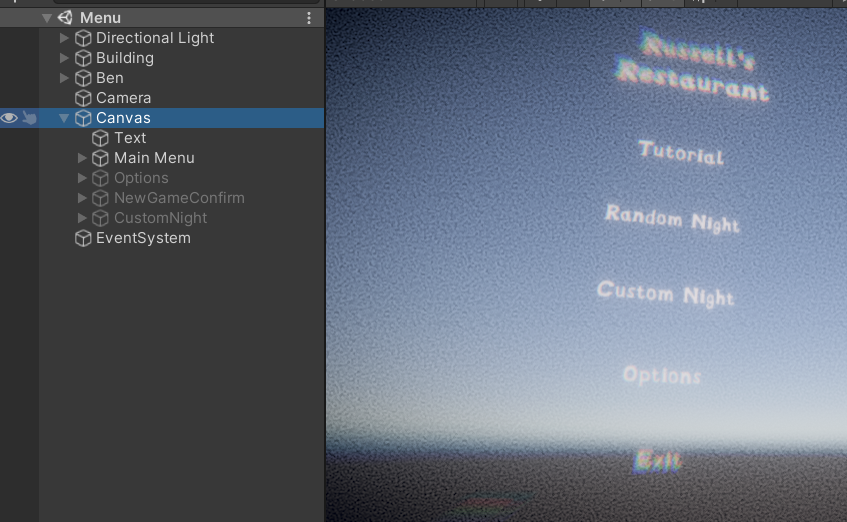 Menu
Directional Light
Building
Ben
Camera
Canvas
Text
Main Menu
Options
NewGameConfirm
CustomNight
EventSystem
Russell's
Restaurant
Tutorial
Random Night
Custom Night
Options
Exit